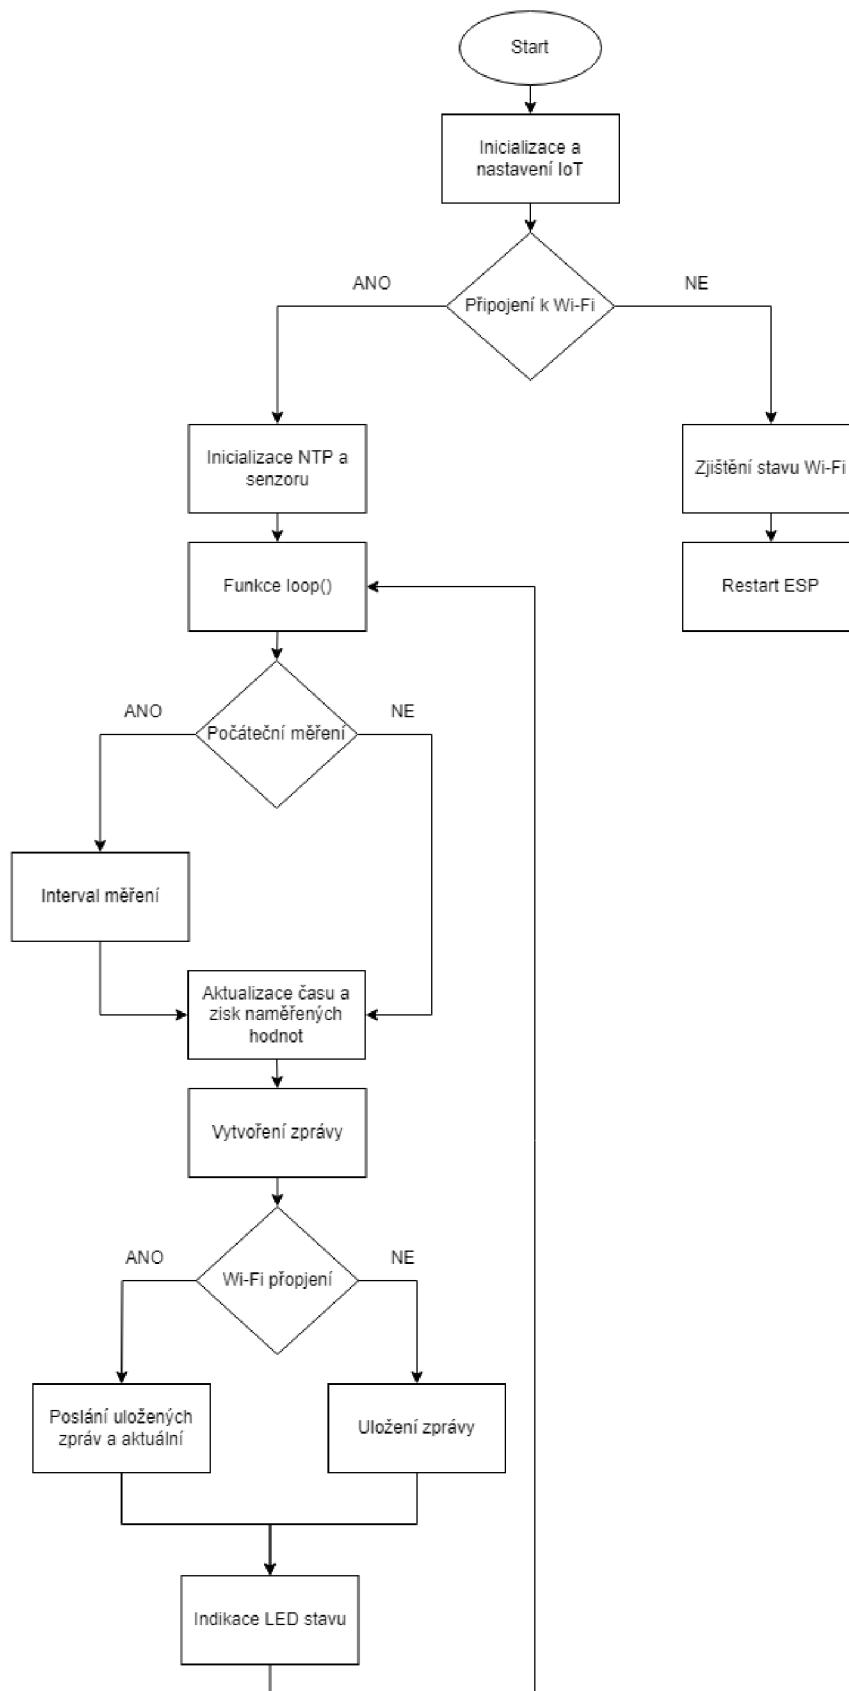 Start
Inicializace a
nastavení IoT
ANO
NE
Připojení k Wi-Fi
Inicializace NTP a
senzoru
Zjištění stavu Wi-Fi
Funkce loop()
Restart ESP
ANO
NE
Počáteční měření
Interval měření
Aktualizace času a
zisk naměřených
hodnot
Vytvoření zprávy
ANO
NE
Wi-Fi přopjení
Poslání uložených
zpráv a aktuální
Uložení zprávy
Indikace LED stavu